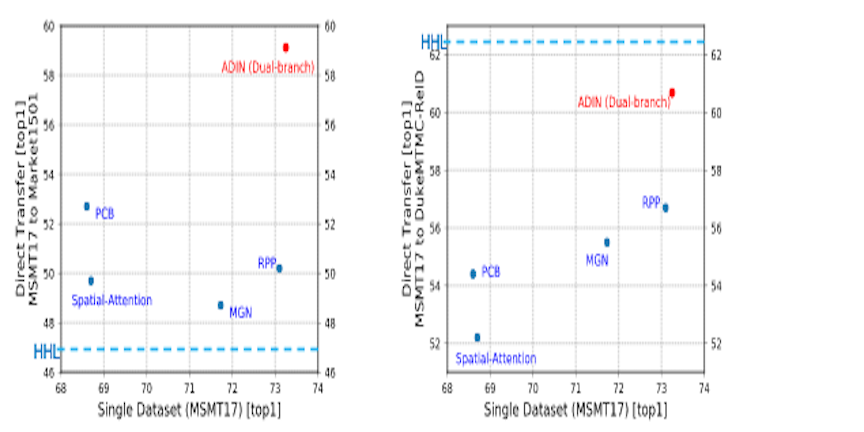 60
60
ADIN (Dual-branch)
58
58
56
56
54
54
PCB
52
52
RPP
50
50
Spatial-Attention
MGN
48
48
HHL
46
46
68
69
70
71
72
73
74
Single Dataset (MSMT17) [top1]
Direct Transfer [top1]
MSMT17 to Market1501
HHL
62
62
ADIN (Dual-branch)
60
60
58
58
RPP
56
56
MGN
PCB
54
54
52
52
Spatial-Attention
68
69
70
71
72
73
74
Single Dataset (MSMT17) [top1]
Direct Transfer [top1]
MSMT17 to DukeMTMC-ReID